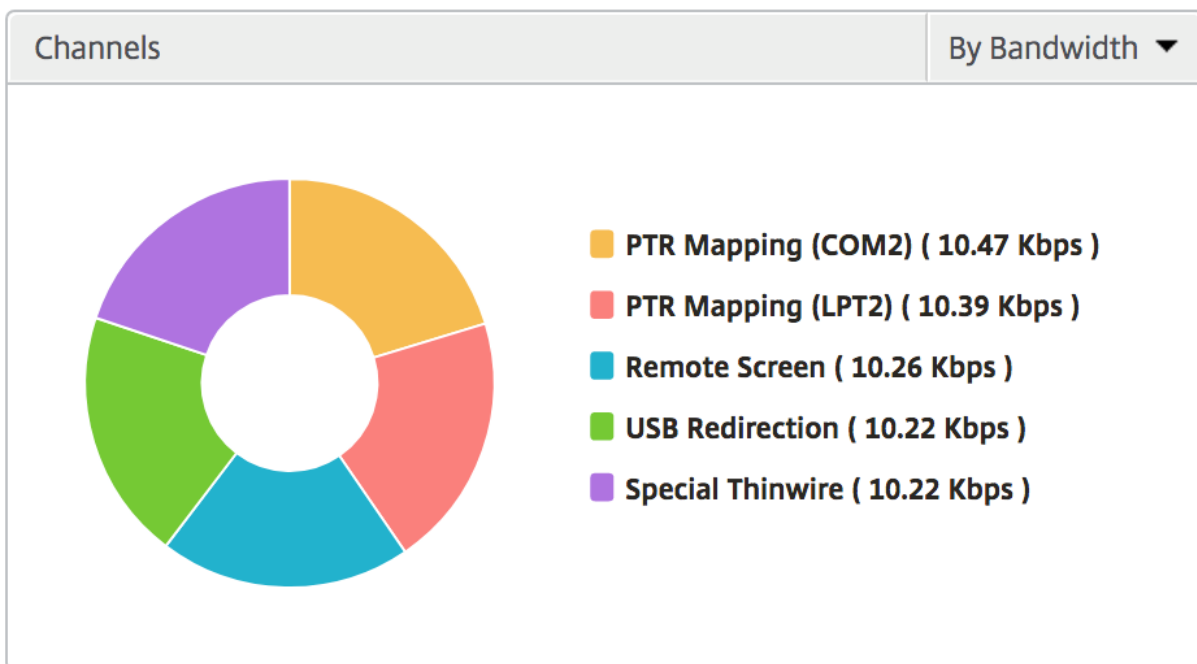 Channels
By Bandwidth
PTR Mapping (COM2) ( 10.47 Kbps )
PTR Mapping (LPT2) ( 10.39 Kbps )
Remote Screen ( 10.26 Kbps )
USB Redirection ( 10.22 Kbps )
Special Thinwire ( 10.22 Kbps )